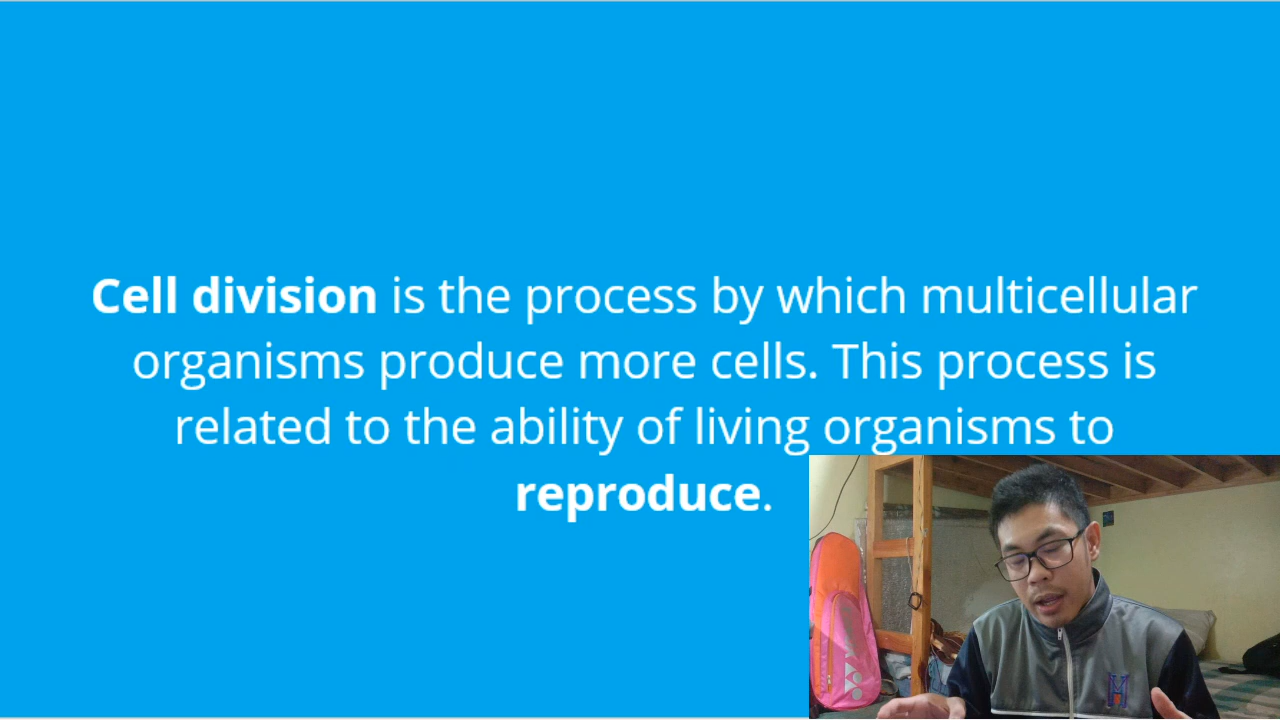 Cell division is the process by which multicellular
organisms produce more cells. This process is
related to the ability of living organisms to
reproduce.